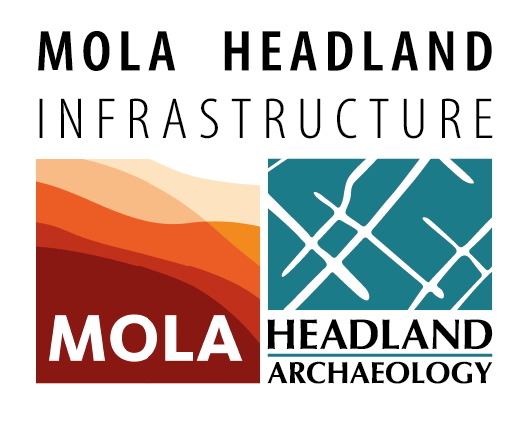 MOLA HEADLAND
INFRASTRUCTURE
MOLA
HEADLAND
ARCHAEOLOGY